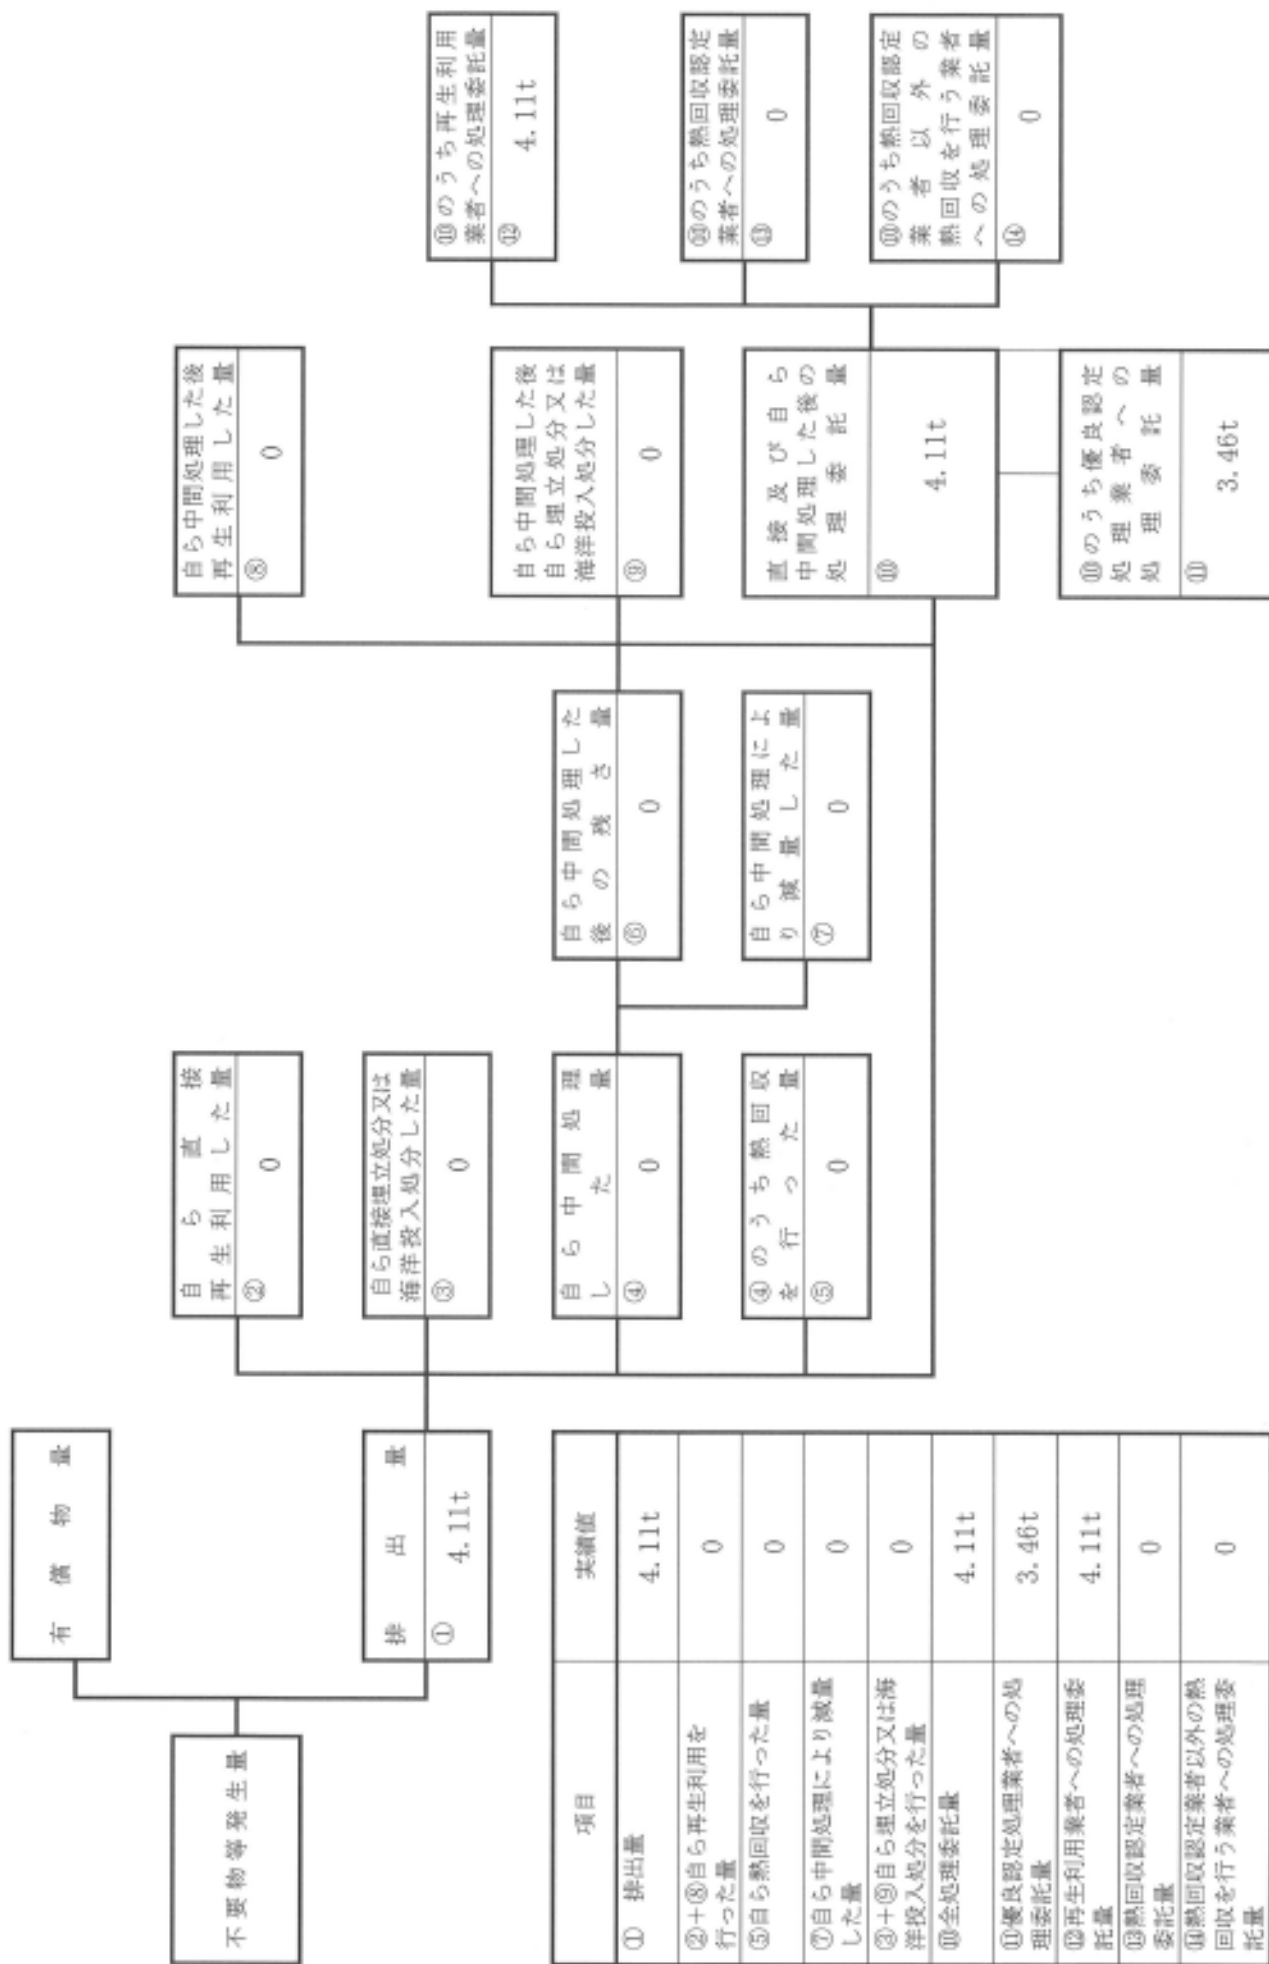 不要物等発生量
有償物量
排出量
①
4.11t
自ら直接
再生利用した量
②
0
自ら直接埋立処分又は
海洋投入処分した量
③
0
自ら中間処理
した量
④
0
④のうち熱回収
を行った量
⑤
0
自ら中間処理した
後の残さ量
⑥
0
自ら中間処理によ
り減量した量
⑦
0
自ら中間処理した後
再生利用した量
⑧
0
自ら中間処理した後
自ら埋立処分又は
海洋投入処分した量
⑨
0
直接及び自ら
中間処理した後の
処理委託量
⑩
4.11t
⑩のうち優良認定
処理業者への
処理委託量
⑪
3.46t
⑩のうち再生利用
業者への処理委託量
⑫
4.11t
⑩のうち熱回収認定
業者への処理委託量
⑬
0
⑩のうち熱回収認定
業者以外の
熱回収を行う業者
への処理委託量
⑭
0
項目
実績値
① 排出量
4.11t
②+⑧自ら再生利用を
行った量
0
⑤自ら熱回収を行った量
0
⑦自ら中間処理により減量
した量
0
③+⑨自ら埋立処分又は海
洋投入処分を行った量
0
⑩全処理委託量
4.11t
⑪優良認定処理業者への処
理委託量
3.46t
⑫再生利用業者への処理委
託量
4.11t
⑬熱回収認定業者への処理
委託量
0
⑭熱回収認定業者以外の熱
回収を行う業者への処理委
託量
0